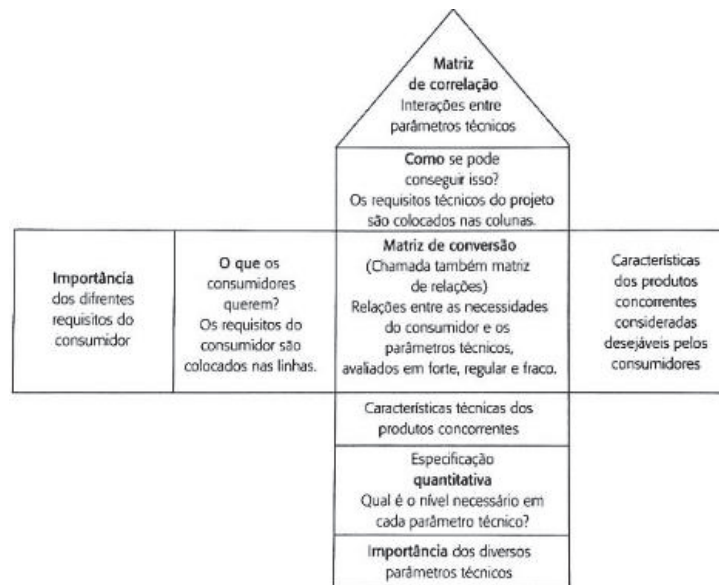 Matriz
de correlação
Interações entre
parâmetros técnicos
Como se pode
conseguir isso?
Os requisitos técnicos do projeto
são colocados nas colunas.
Importância
dos difrentes
requisitos do
consumidor
O que os
consumidores
querem?
Os requisitos do
consumidor são
colocados nas linhas.
Matriz de conversão
(Chamada também matriz
de relações)
Relações entre as necessidades
do consumidor e os
parâmetros técnicos,
avaliados em forte, regular e fraco.
Características
dos produtos
concorrentes
consideradas
desejáveis pelos
consumidores
Características técnicas dos
produtos concorrentes
Especificação
quantitativa
Qual é o nível necessário em
cada parâmetro técnico?
Importância dos diversos
parâmetros técnicos